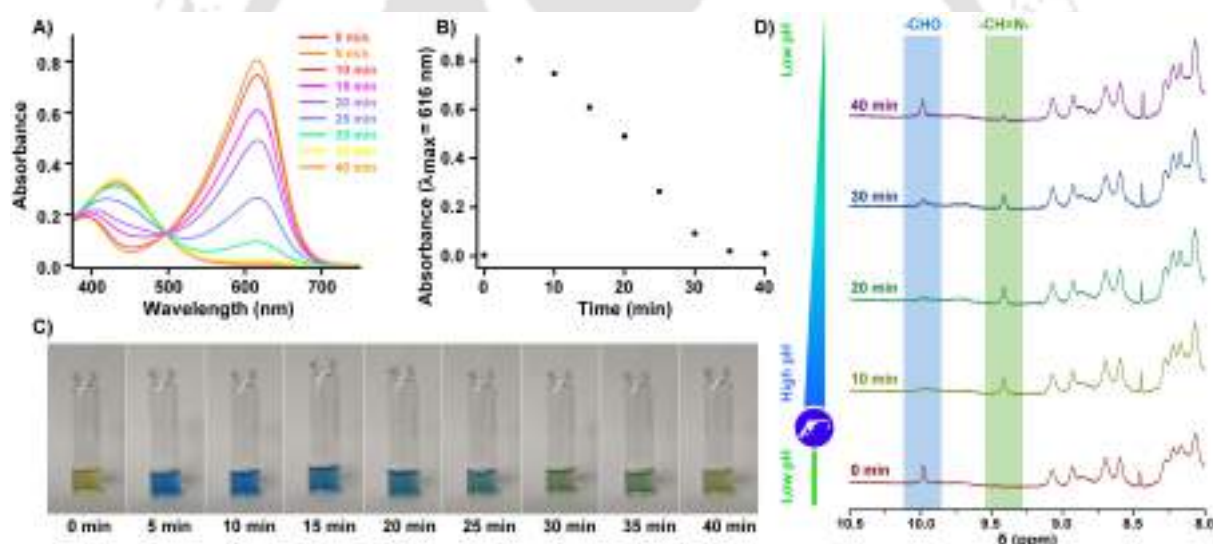 A)
0 min
5 min
10 min
15 min
20 min
25 min
30 min
40 min
Absorbance
0.8
0.6
0.4
0.2
0.0
400
500
600
700
Wavelength (nm)
B)
Absorbance (λmax = 616 nm)
0.8
0.6
0.4
0.2
0.0
0
10
20
30
40
Time (min)
C)
0 min
5 min
10 min
15 min
20 min
25 min
30 min
35 min
40 min
D)
Low pH
High pH
Low pH
-CHO
-CH=N-
40 min
30 min
20 min
10 min
0 min
10.5
10.0
9.5
9.0
8.5
8.0
δ (ppm)